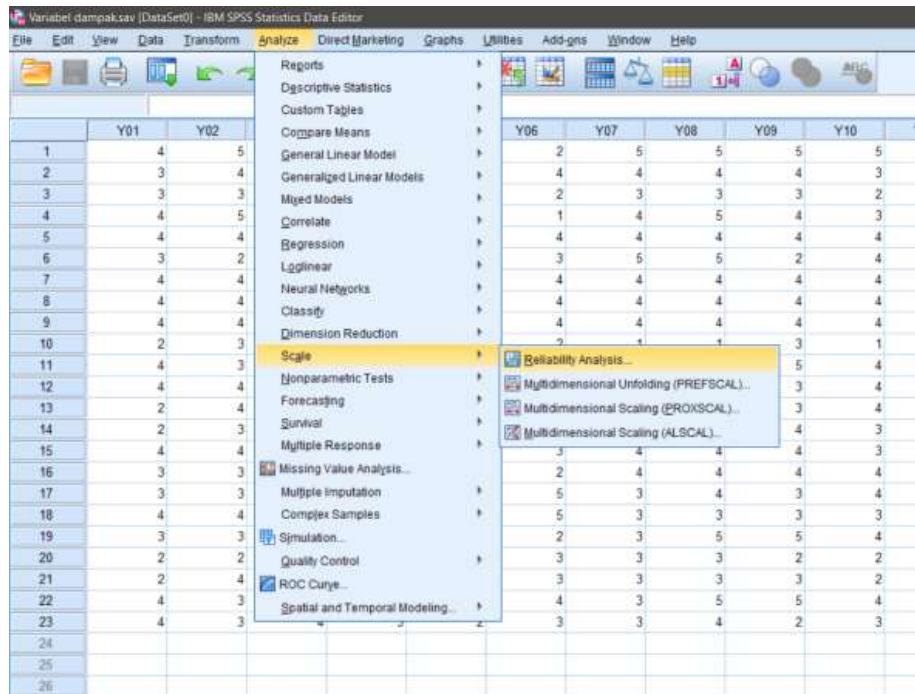 Variabel dampak.sav [DataSet0] - IBM SPSS Statistics Data Editor
File Edit View Data Transform Analyze Direct Marketing Graphs Utilities Add-ons Window Help
Reports
Descriptive Statistics
Custom Tables
Y01 Y02 Compare Means Y06 Y07 Y08 Y09 Y10
1 4 5 General Linear Model 2 5 5 5 5
2 3 4 Generalized Linear Models 4 4 4 4 3
3 3 3 Mixed Models 2 3 3 3 2
4 4 5 Correlate 1 4 5 4 3
5 4 4 Regression 4 4 4 4 4
6 3 2 Loglinear 3 5 5 2 4
7 4 4 Neural Networks 4 4 4 4 4
8 4 4 Classify 4 4 4 4 4
9 4 4 Dimension Reduction 4 4 4 4 4
10 2 3 Scale 3 1
Reliability Analysis...
11 4 3 Nonparametric Tests 5 4
Multidimensional Unfolding (PREFSCAL)...
12 4 4 Forecasting 3 4
Multidimensional Scaling (PROXSCAL)...
13 2 4 Survival 3 4
14 2 3 Multiple Response 4 3
Multidimensional Scaling (ALSCAL)...
15 4 4 Missing Value Analysis... 3 4 4 4 3
16 3 3 Multiple Imputation 2 4 4 4 4
17 3 3 Complex Samples 5 3 4 3 4
18 4 4 Simulation... 5 3 3 3 3
19 3 3 Quality Control 2 3 5 5 4
20 2 2 ROC Curve... 3 3 3 2 2
21 2 4 Spatial and Temporal Modeling... 3 3 3 3 2
22 4 3 4 3 5 5 4
23 4 3 3 3 4 2 3
24
25
26